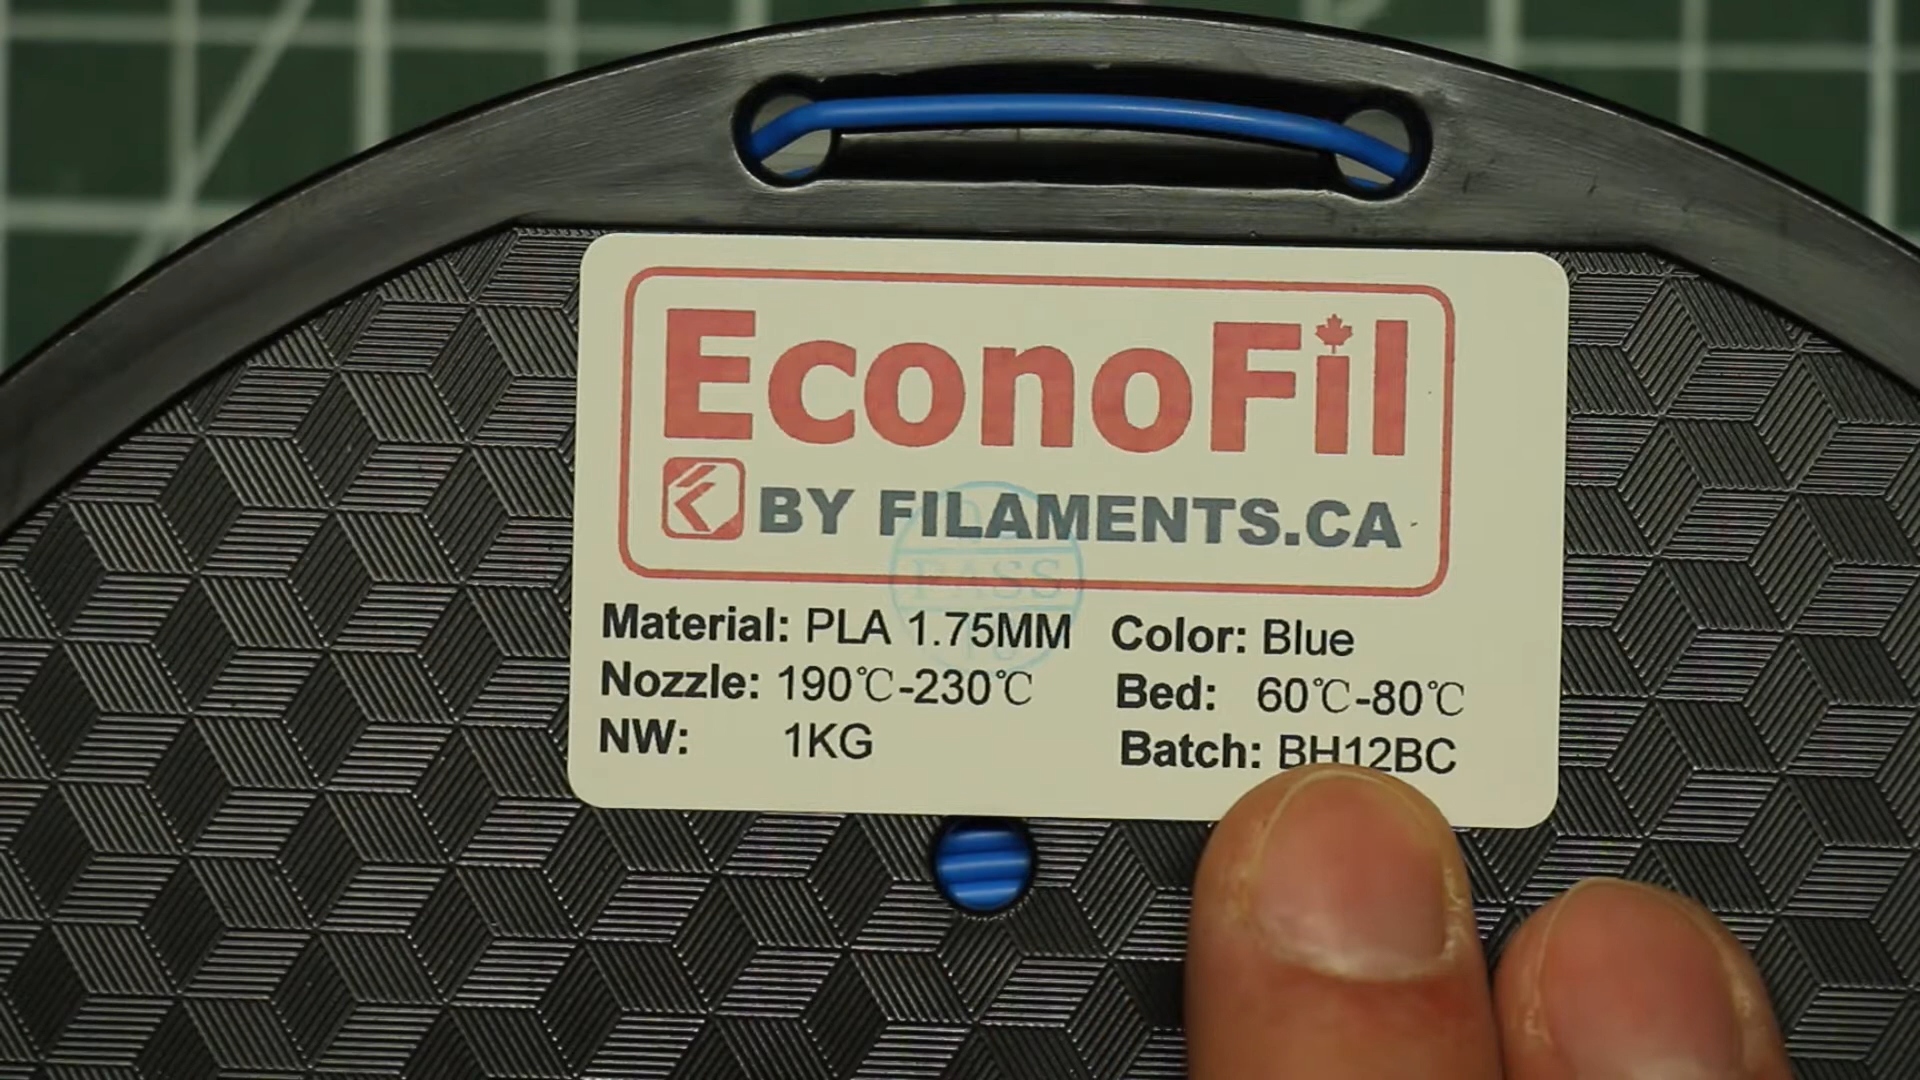 EconoFil
BY FILAMENTS.CA
PASS
Material: PLA 1.75MM Color: Blue
Nozzle: 190℃-230℃ Bed: 60℃-80℃
NW: 1KG Batch: BH12BC